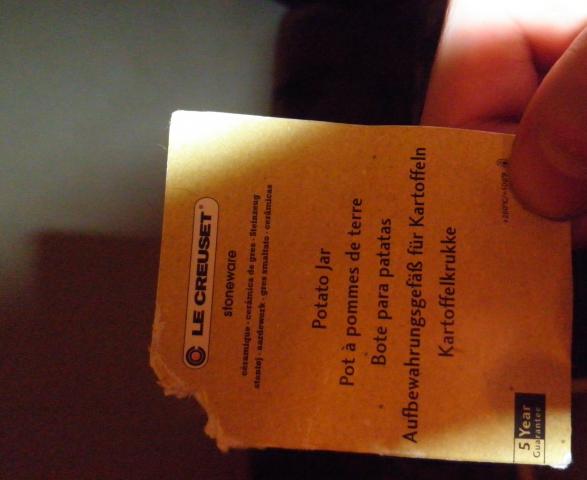 LE CREUSET®
stoneware
céramique · cerámica de gres · Steinzeug
stentøj · aardewerk · gres smaltato · cerâmicas
Potato Jar
Pot à pommes de terre
Bote para patatas
Aufbewahrungsgefäß für Kartoffeln
Kartoffelkrukke
5 Year
Guarantee